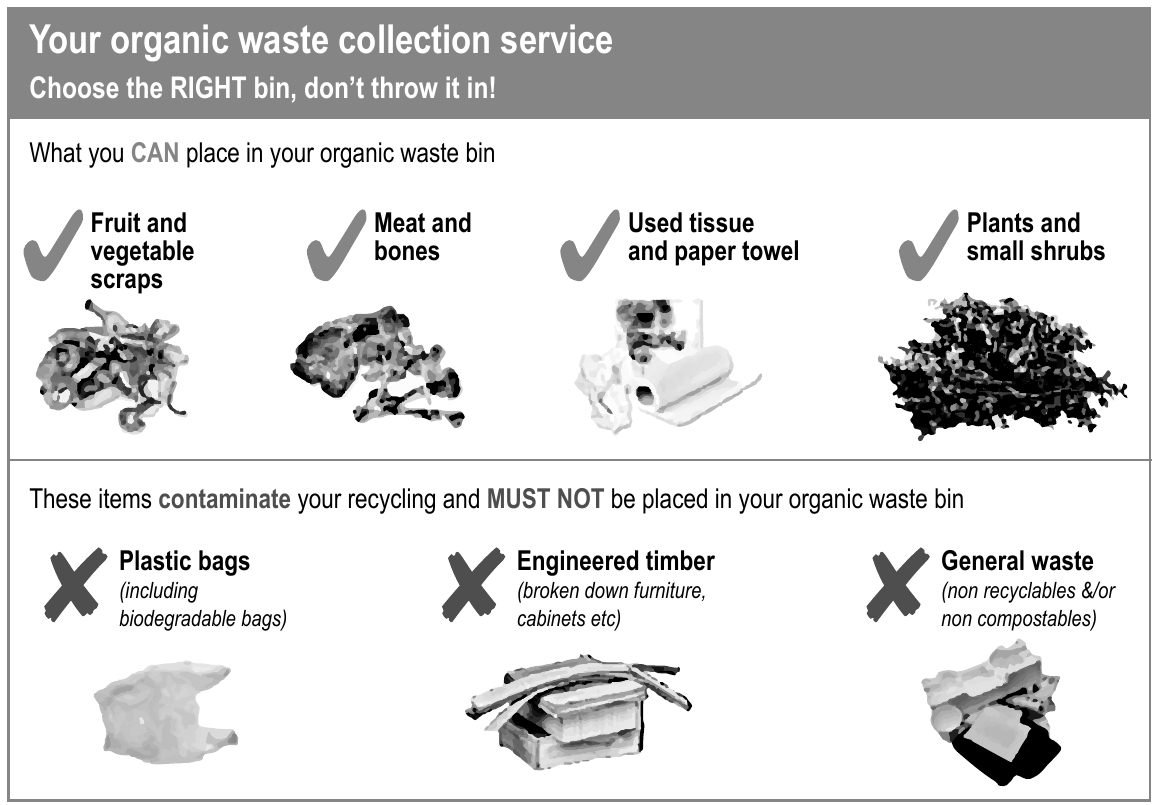 Your organic waste collection service
Choose the RIGHT bin, don't throw it in!
What you CAN place in your organic waste bin
Fruit and
vegetable
scraps
Meat and
bones
Used tissue
and paper towel
Plants and
small shrubs
These items contaminate your recycling and MUST NOT be placed in your organic waste bin
Plastic bags
(including
biodegradable bags)
Engineered timber
(broken down furniture,
cabinets etc)
General waste
(non recyclables &/or
non compostables)